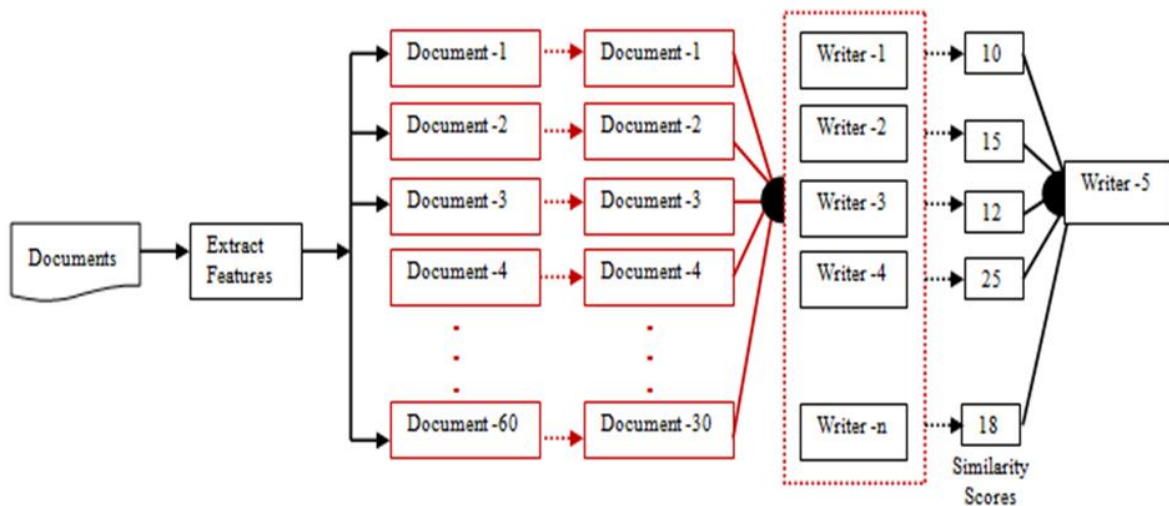 Document -1
Document -1
Writer -1
10
Document -2
Document -2
Writer -2
15
Writer -5
Document -3
Document -3
Writer -3
12
Documents
Extract
Features
Document -4
Document -4
Writer -4
25
Document -60
Document -30
Writer -n
18
Similarity
Scores